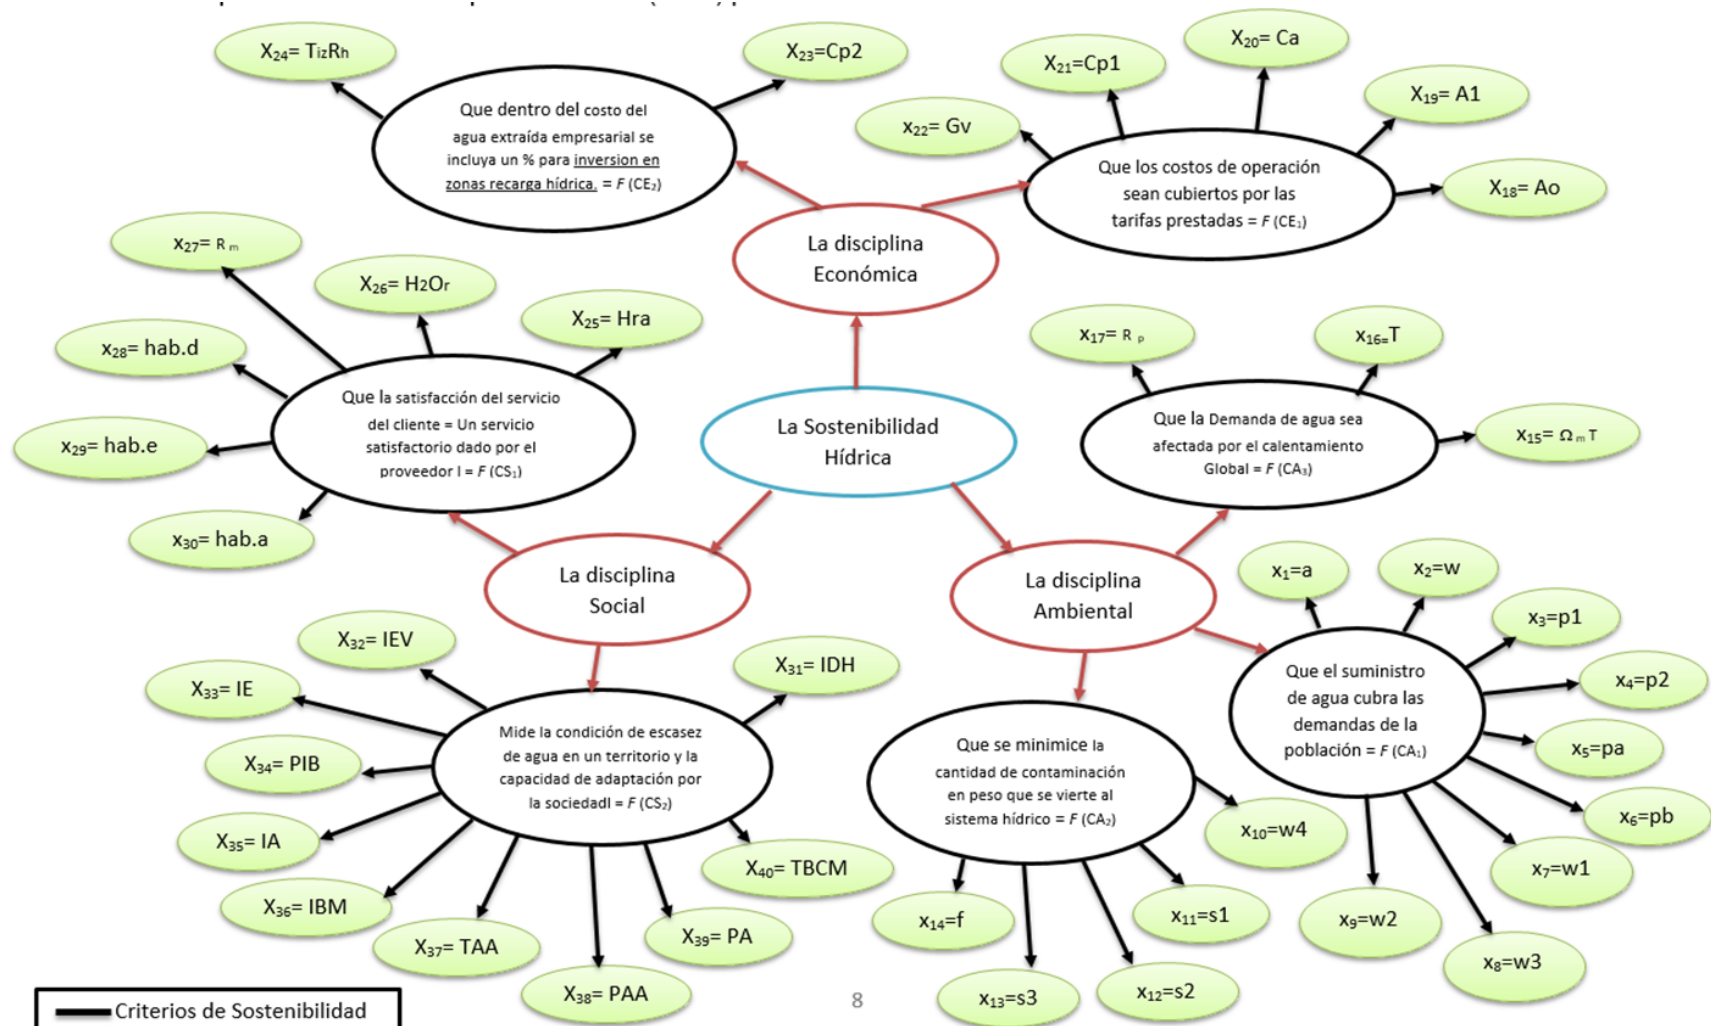 X24= TizRh
X23=Cp2
X20= Ca
X21=Cp1
X19= A1
x22= Gv
X18= Ao
Que dentro del costo del
agua extraída empresarial se
incluya un % para inversion en
zonas recarga hídrica. = F (CE2)
Que los costos de operación
sean cubiertos por las
tarifas prestadas = F (CE1)
La disciplina
Económica
x27= R m
X26= H2Or
X25= Hra
x28= hab.d
x29= hab.e
x30= hab.a
Que la satisfacción del servicio
del cliente = Un servicio
satisfactorio dado por el
proveedor I = F (CS1)
La Sostenibilidad
Hídrica
x17= R p
x16=T
x15= Ω m T
Que la Demanda de agua sea
afectada por el calentamiento
Global = F (CA3)
La disciplina
Social
La disciplina
Ambiental
x1=a
x2=w
x3=p1
x4=p2
x5=pa
x6=pb
x7=w1
x8=w3
x9=w2
Que el suministro
de agua cubra las
demandas de la
población = F (CA1)
X32= IEV
X31= IDH
X33= IE
X34= PIB
X35= IA
X36= IBM
X37= TAA
X38= PAA
X39= PA
X40= TBCM
Mide la condición de escasez
de agua en un territorio y la
capacidad de adaptación por
la sociedadI = F (CS2)
Que se minimice la
cantidad de contaminación
en peso que se vierte al
sistema hídrico = F (CA2)
x10=w4
x11=s1
x12=s2
x13=s3
x14=f
8
Criterios de Sostenibilidad